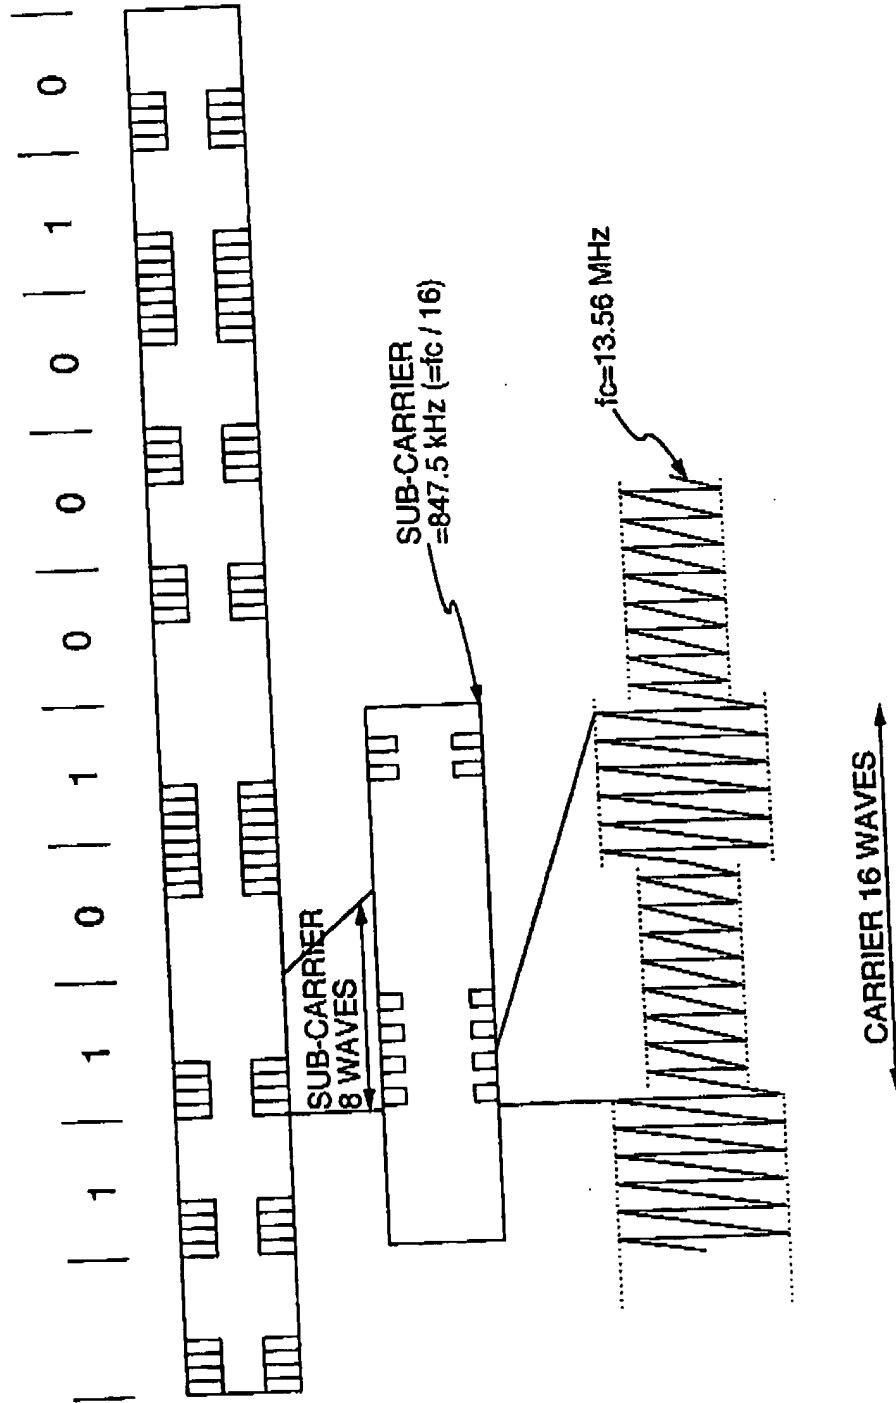 1 1 0 1 0 0 0 1 0
SUB-CARRIER
8 WAVES
SUB-CARRIER
=847.5 kHz (=fc / 16)
fc=13.56 MHz
CARRIER 16 WAVES